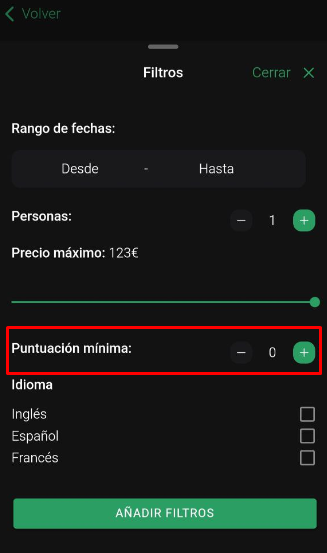 Volver
Filtros Cerrar
Rango de fechas:
Desde - Hasta
Personas: − 1 +
Precio máximo: 123€
Puntuación mínima: − 0 +
Idioma
Inglés
Español
Francés
AÑADIR FILTROS